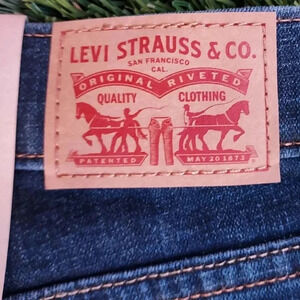 LEVI STRAUSS & CO.
SAN FRANCISCO
CAL.
ORIGINAL RIVETED
QUALITY CLOTHING
PATENTED MAY 20 1873